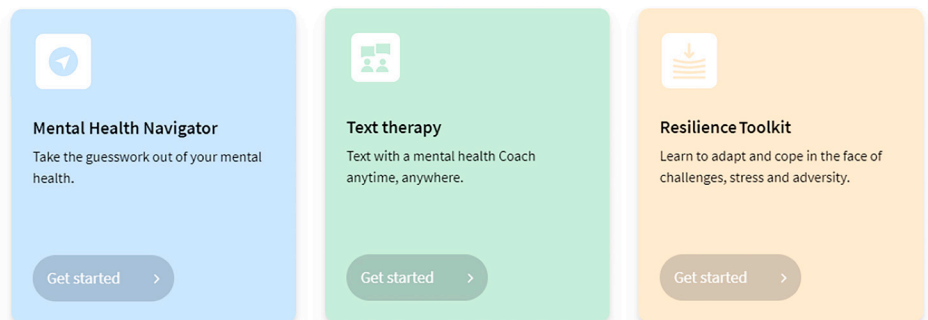 Mental Health Navigator
Take the guesswork out of your mental
health.
Get started
Text therapy
Text with a mental health Coach
anytime, anywhere.
Get started
Resilience Toolkit
Learn to adapt and cope in the face of
challenges, stress and adversity.
Get started